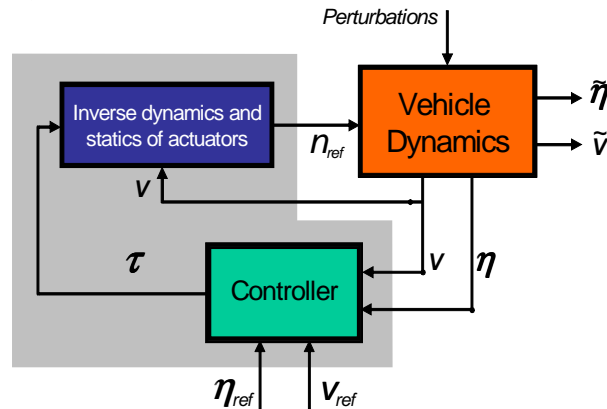 Perturbations
Inverse dynamics and
statics of actuators
n_ref
Vehicle
Dynamics
η̃
ṽ
v
τ
v
η
Controller
η_ref
v_ref